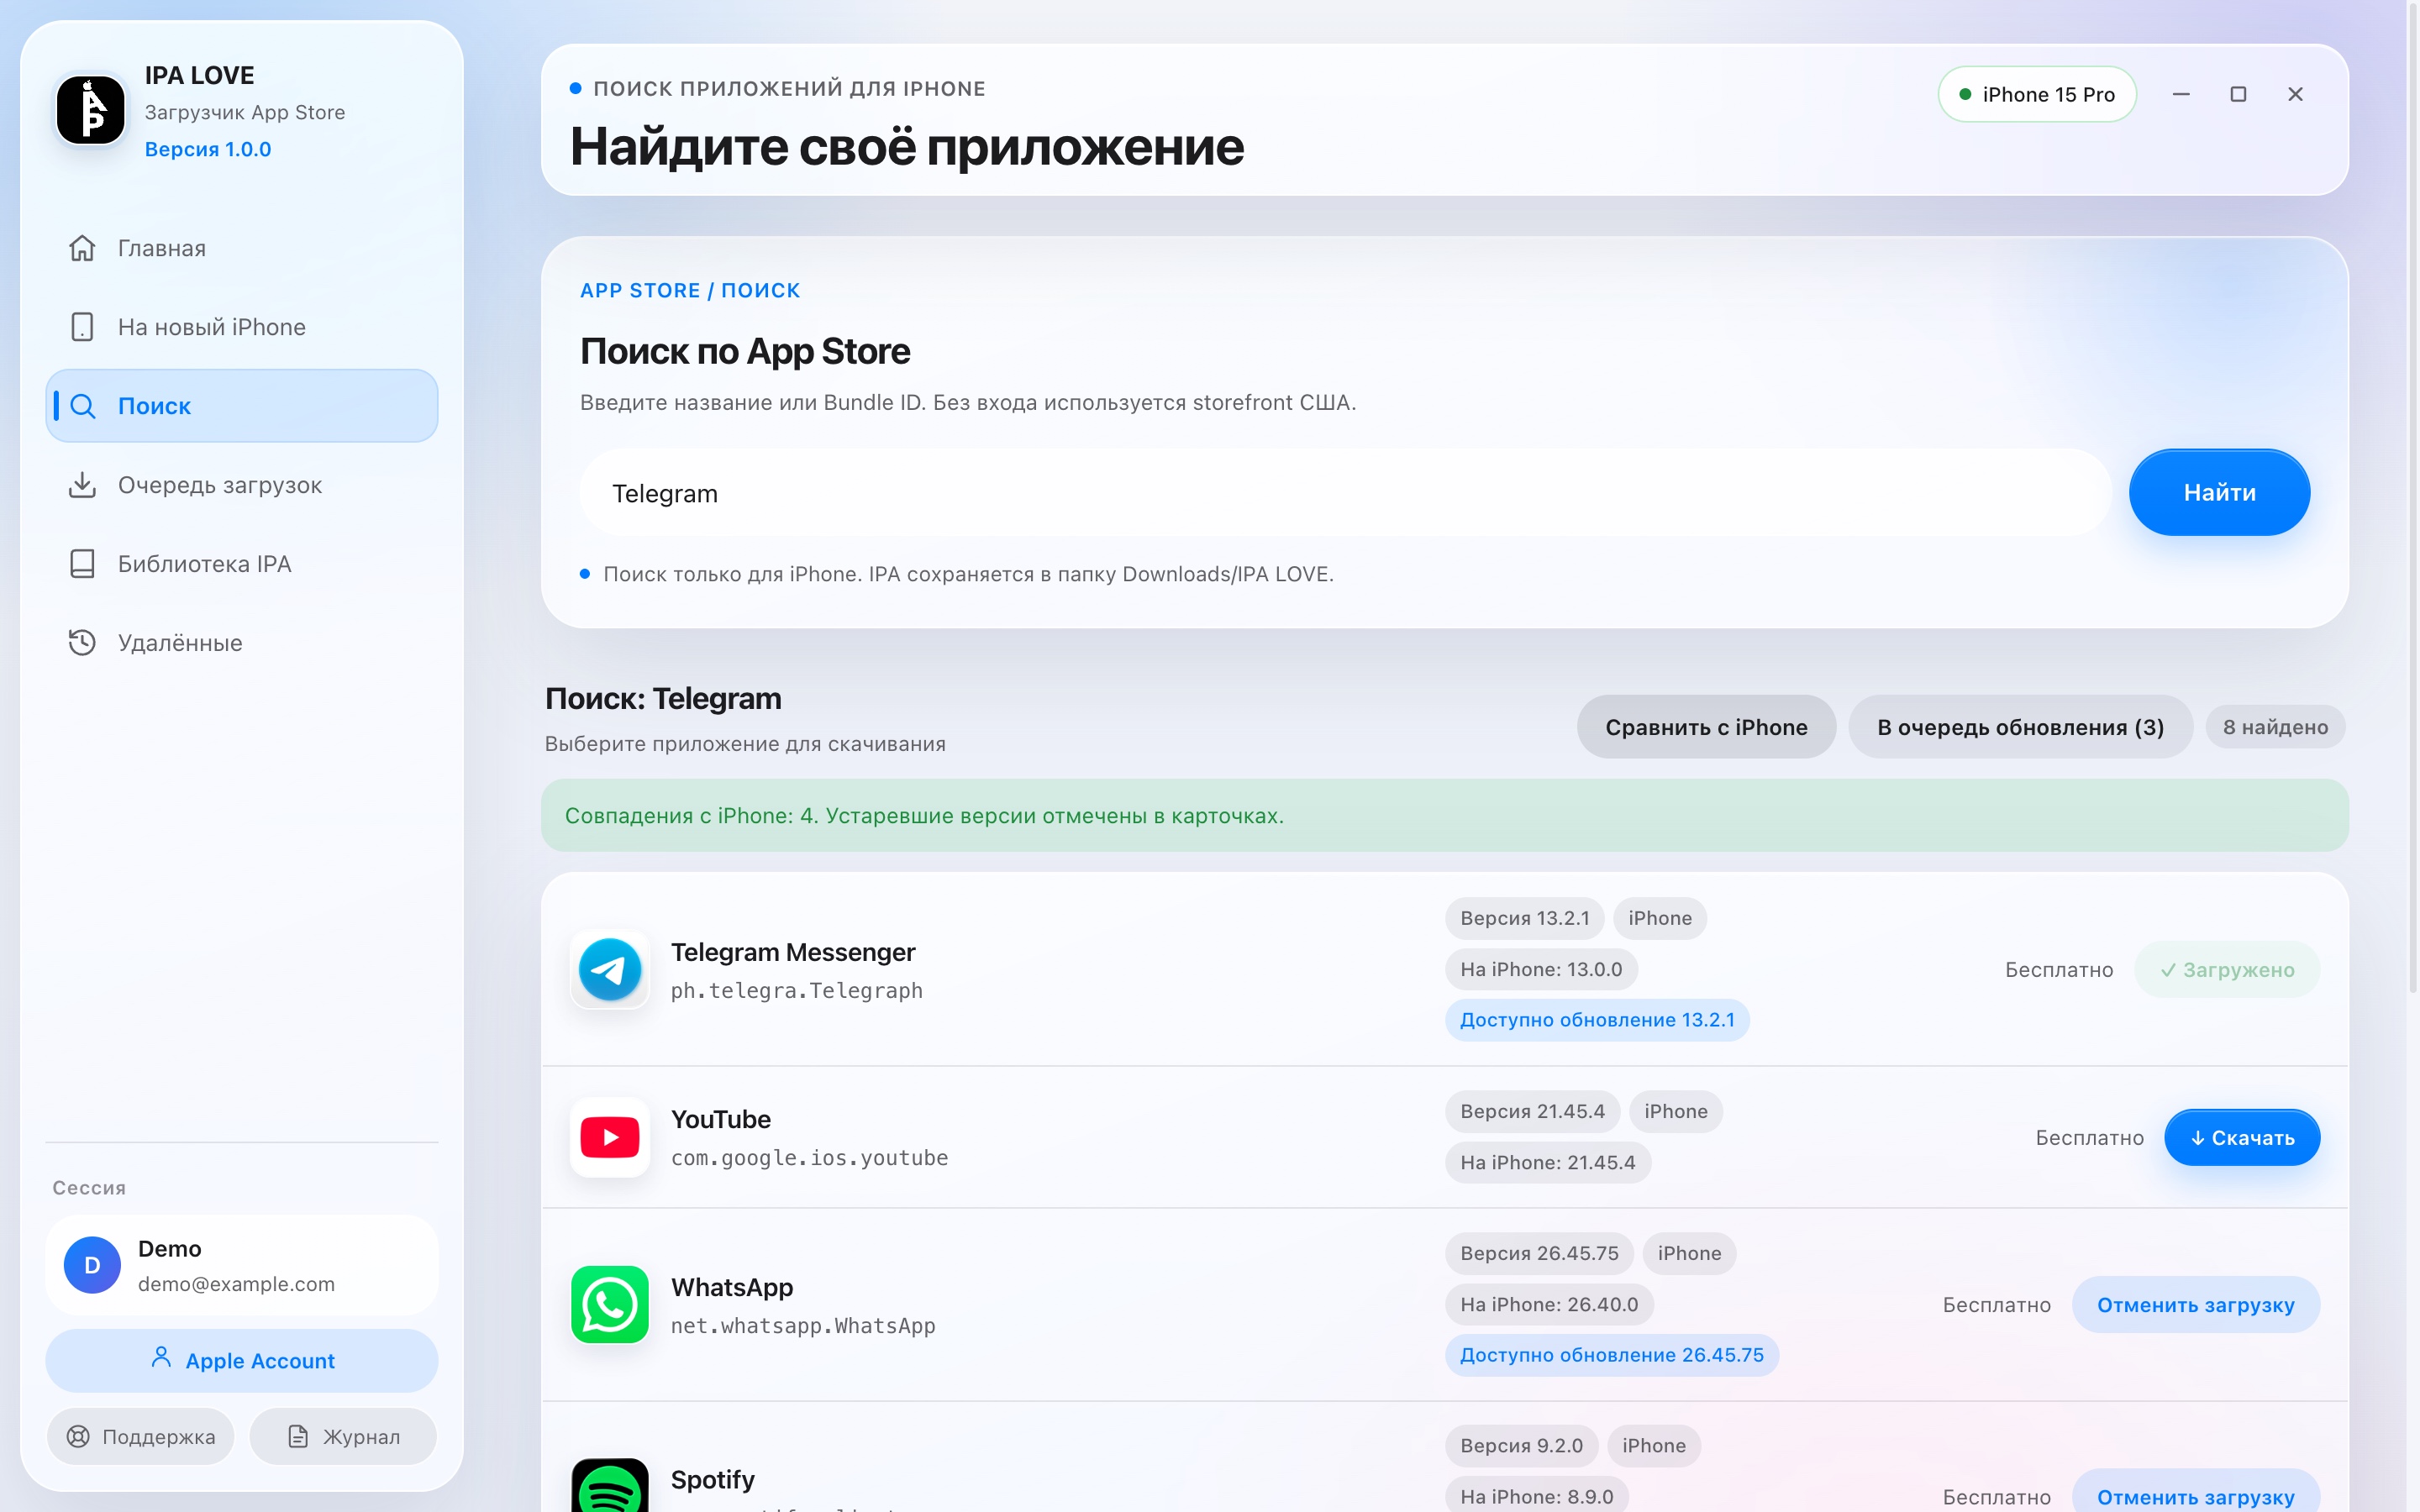 IPA LOVE
Загрузчик App Store
Версия 1.0.0
Главная
На новый iPhone
Поиск
Очередь загрузок
Библиотека IPA
Удалённые
Сессия
D
Demo
demo@example.com
Apple Account
Поддержка
Журнал
ПОИСК ПРИЛОЖЕНИЙ ДЛЯ IPHONE
Найдите своё приложение
iPhone 15 Pro
APP STORE / ПОИСК
Поиск по App Store
Введите название или Bundle ID. Без входа используется storefront США.
Telegram
Найти
Поиск только для iPhone. IPA сохраняется в папку Downloads/IPA LOVE.
Поиск: Telegram
Выберите приложение для скачивания
Сравнить с iPhone
В очередь обновления (3)
8 найдено
Совпадения с iPhone: 4. Устаревшие версии отмечены в карточках.
Telegram Messenger
ph.telegra.Telegraph
Версия 13.2.1
iPhone
На iPhone: 13.0.0
Доступно обновление 13.2.1
Бесплатно
✓ Загружено
YouTube
com.google.ios.youtube
Версия 21.45.4
iPhone
На iPhone: 21.45.4
Бесплатно
↓ Скачать
WhatsApp
net.whatsapp.WhatsApp
Версия 26.45.75
iPhone
На iPhone: 26.40.0
Доступно обновление 26.45.75
Бесплатно
Отменить загрузку
Spotify
Версия 9.2.0
iPhone
На iPhone: 8.9.0
Бесплатно
Отменить загрузку